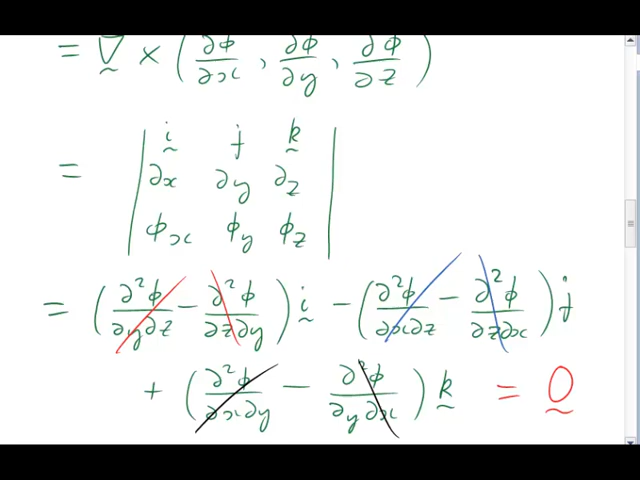 = ∇ × (∂ϕ/∂x, ∂ϕ/∂y, ∂ϕ/∂z)
= | i j k |
| ∂x ∂y ∂z |
| ϕx ϕy ϕz |
= (∂²ϕ/∂y∂z − ∂²ϕ/∂z∂y) i − (∂²ϕ/∂x∂z − ∂²ϕ/∂z∂x) j
+ (∂²ϕ/∂x∂y − ∂²ϕ/∂y∂x) k = 0